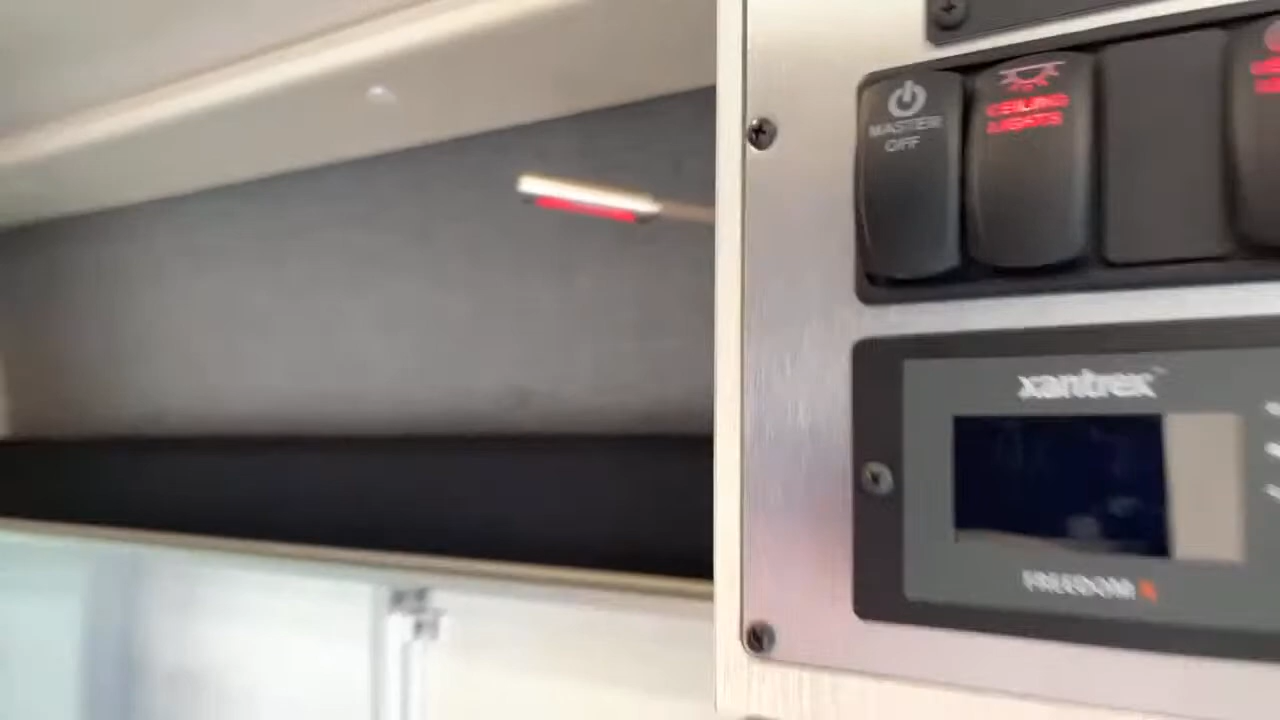 MASTER
OFF
CEILING
LIGHTS
xantrex
FREEDOM X